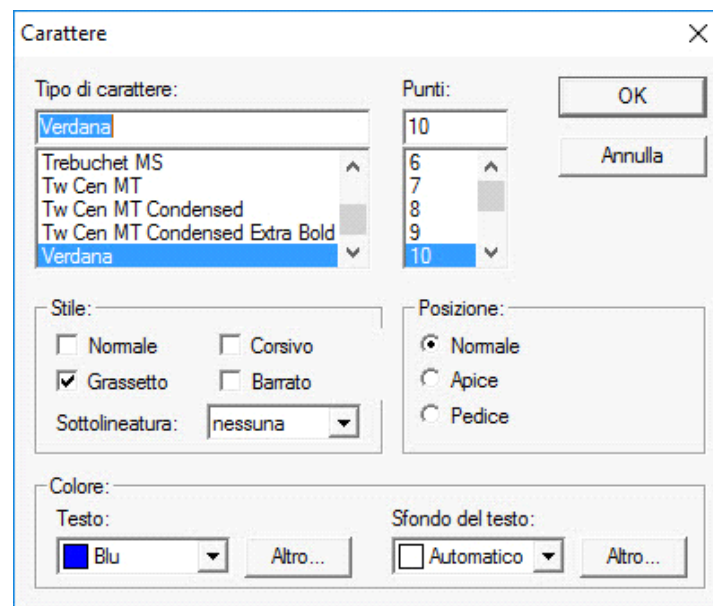 Carattere
Tipo di carattere:
Verdana
Trebuchet MS
Tw Cen MT
Tw Cen MT Condensed
Tw Cen MT Condensed Extra Bold
Verdana
Punti:
10
6
7
8
9
10
OK
Annulla
Stile:
Normale
Corsivo
Grassetto
Barrato
Sottolineatura:
nessuna
Posizione:
Normale
Apice
Pedice
Colore:
Testo:
Blu
Altro...
Sfondo del testo:
Automatico
Altro...